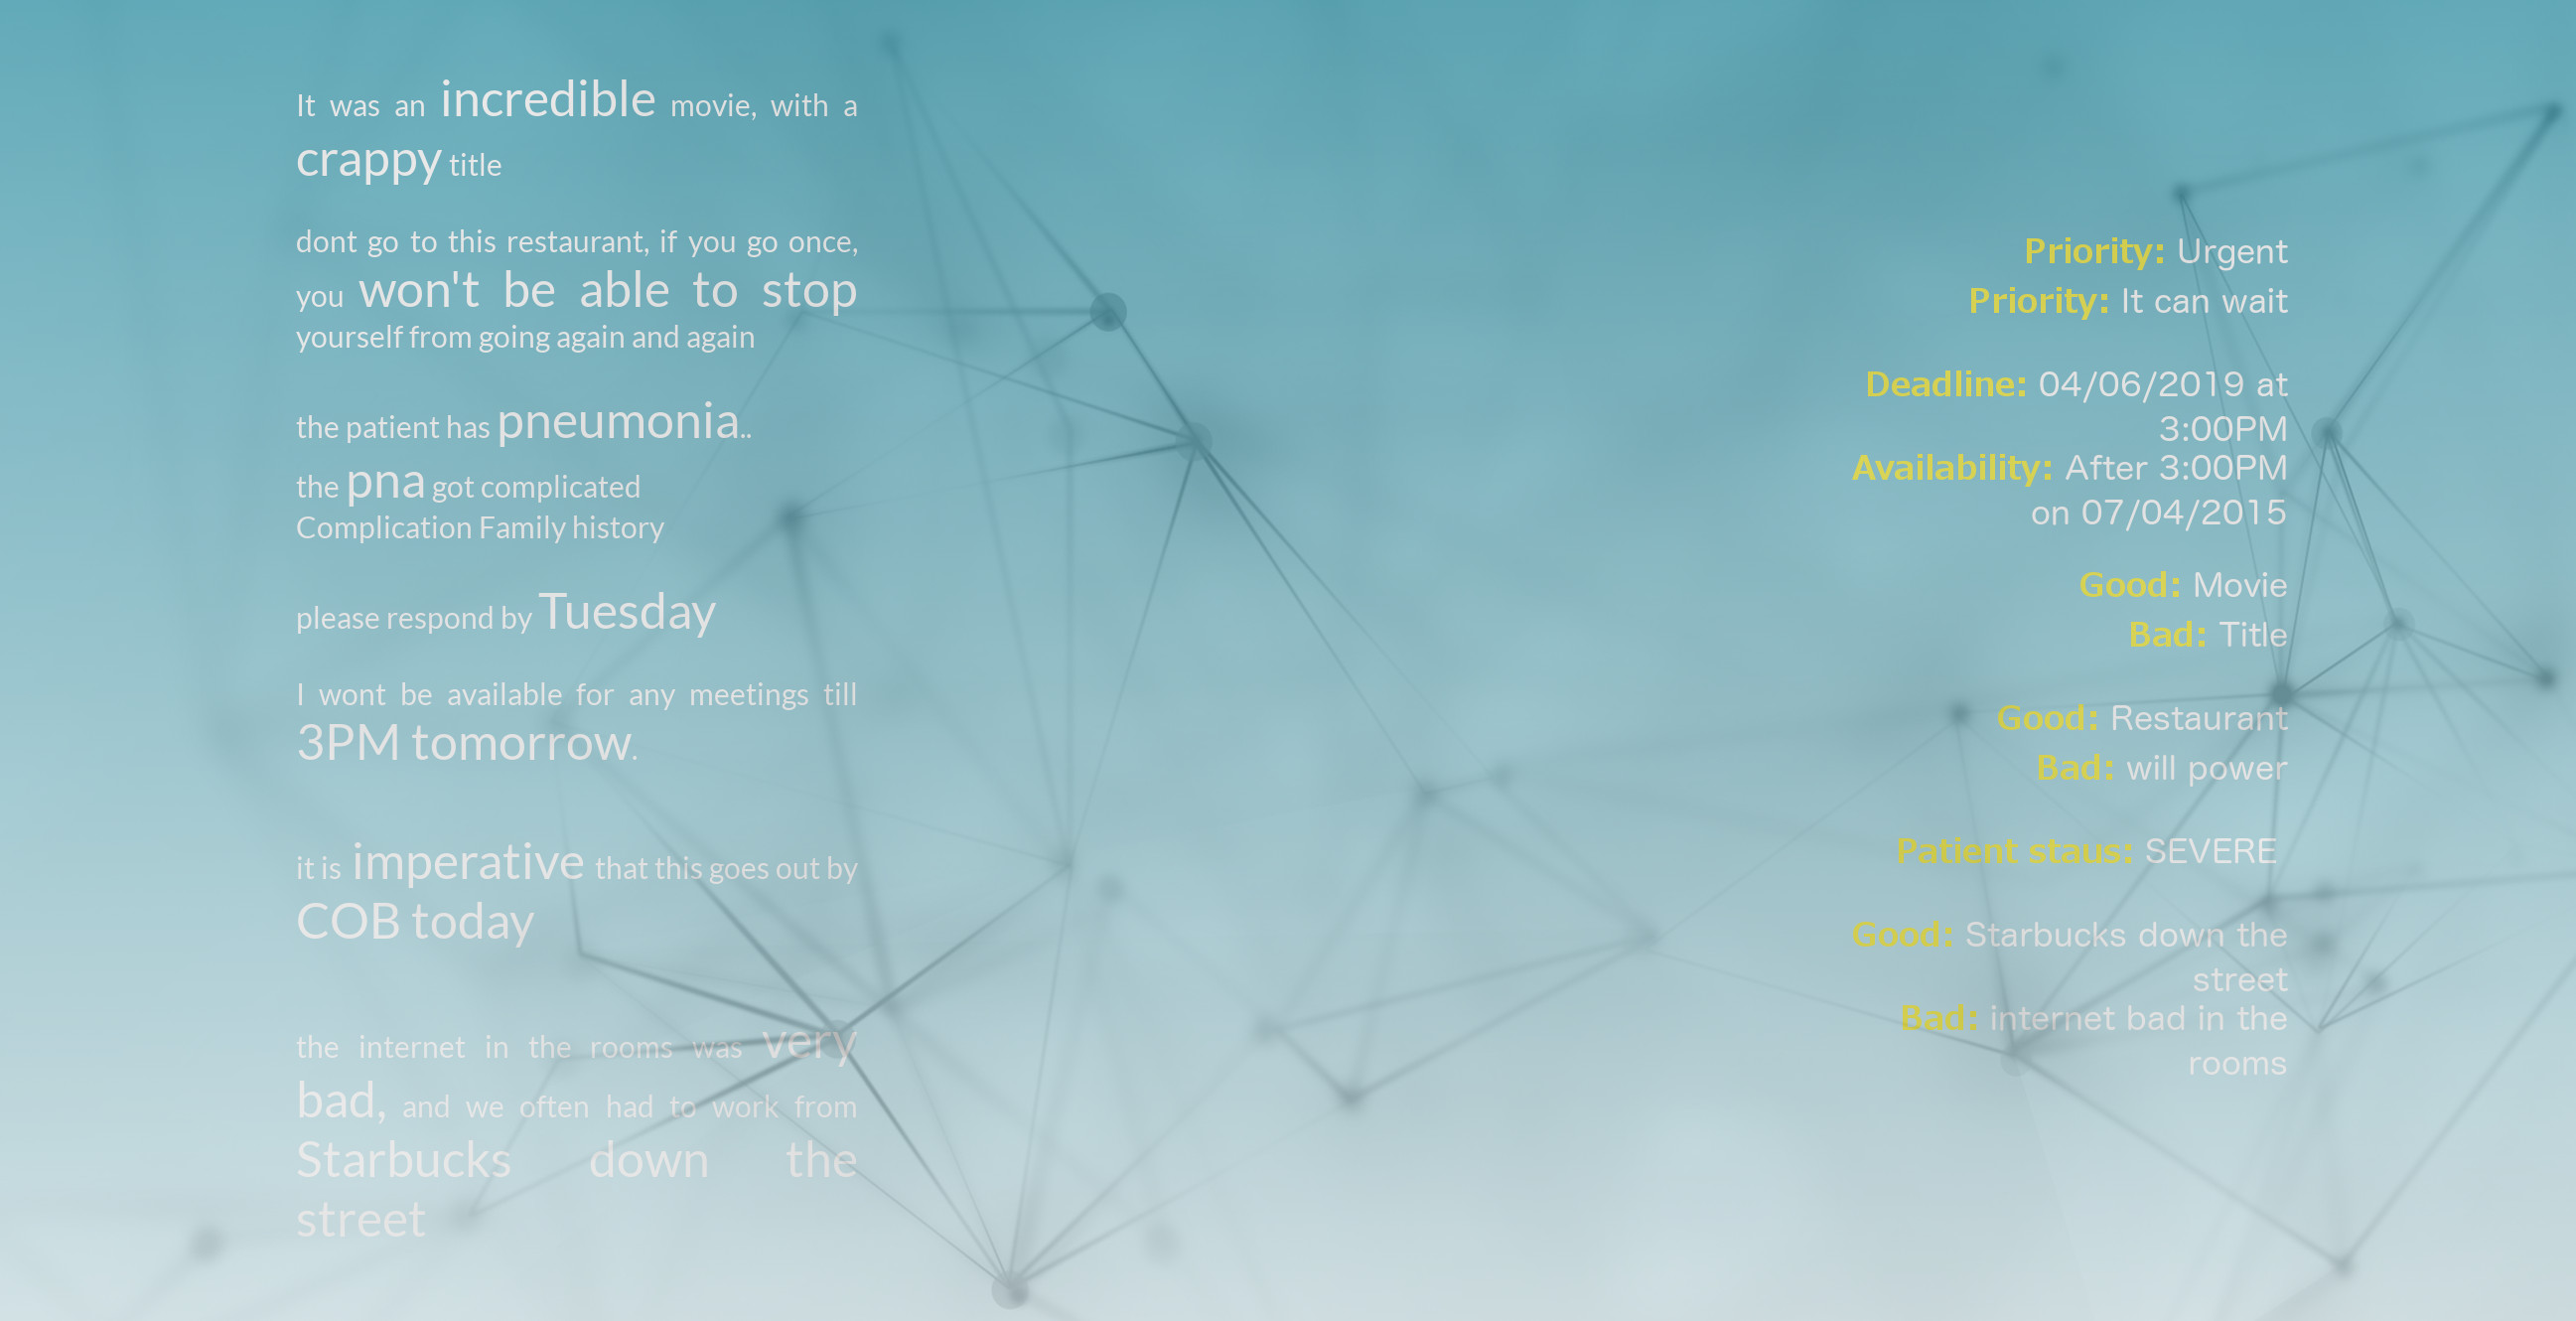 It was an incredible movie, with a
crappy title
dont go to this restaurant, if you go once,
you won't be able to stop
yourself from going again and again
the patient has pneumonia..
the pna got complicated
Complication Family history
please respond by Tuesday
I wont be available for any meetings till
3PM tomorrow.
it is imperative that this goes out by
COB today
the internet in the rooms was very
bad, and we often had to work from
Starbucks down the
street
Priority: Urgent
Priority: It can wait
Deadline: 04/06/2019 at
3:00PM
Availability: After 3:00PM
on 07/04/2015
Good: Movie
Bad: Title
Good: Restaurant
Bad: will power
Patient staus: SEVERE
Good: Starbucks down the
street
Bad: internet bad in the
rooms